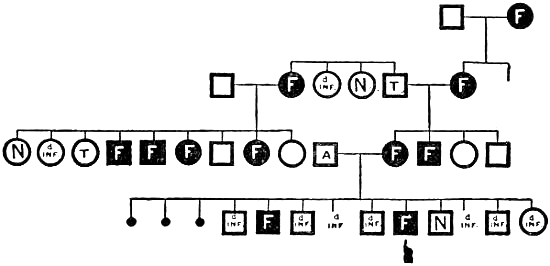 F
F d INF. N T F
N d INF. T F F F F A F F
d INF. F d INF. d INF. d INF. F N d INF. d INF. d INF.